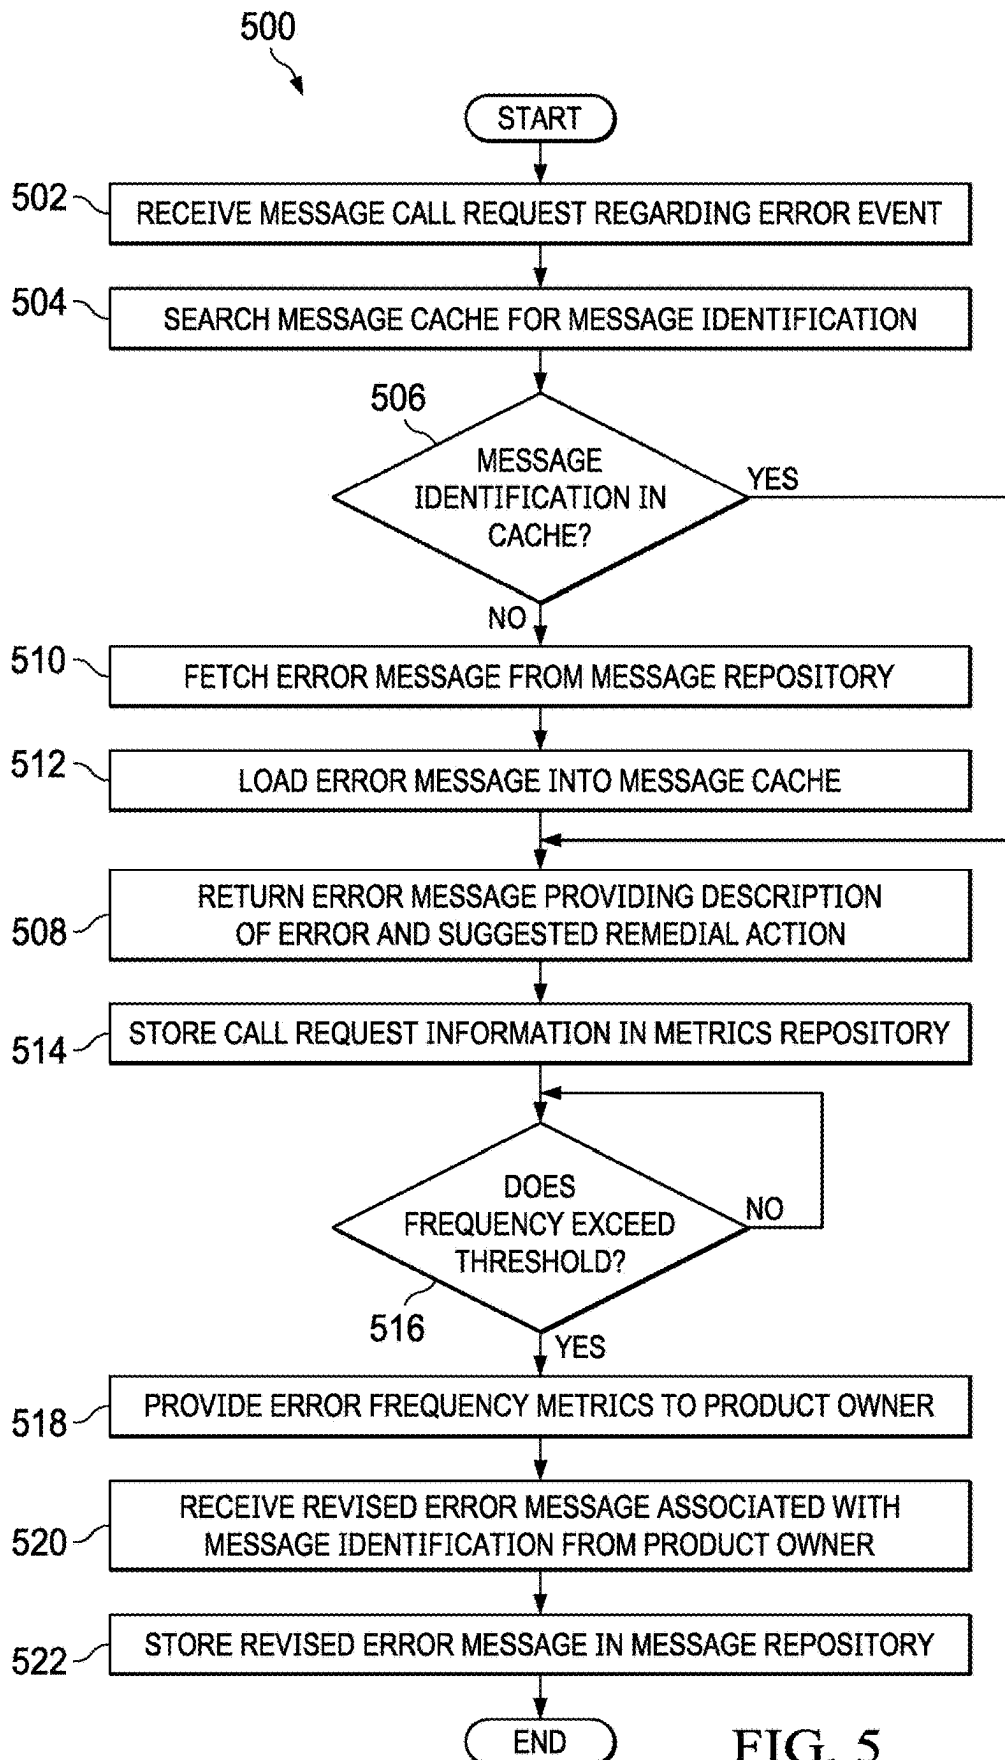 500
START
502
RECEIVE MESSAGE CALL REQUEST REGARDING ERROR EVENT
504
SEARCH MESSAGE CACHE FOR MESSAGE IDENTIFICATION
506
MESSAGE
IDENTIFICATION IN
CACHE?
YES
NO
510
FETCH ERROR MESSAGE FROM MESSAGE REPOSITORY
512
LOAD ERROR MESSAGE INTO MESSAGE CACHE
508
RETURN ERROR MESSAGE PROVIDING DESCRIPTION
OF ERROR AND SUGGESTED REMEDIAL ACTION
514
STORE CALL REQUEST INFORMATION IN METRICS REPOSITORY
DOES
FREQUENCY EXCEED
THRESHOLD?
NO
516
YES
518
PROVIDE ERROR FREQUENCY METRICS TO PRODUCT OWNER
520
RECEIVE REVISED ERROR MESSAGE ASSOCIATED WITH
MESSAGE IDENTIFICATION FROM PRODUCT OWNER
522
STORE REVISED ERROR MESSAGE IN MESSAGE REPOSITORY
END
FIG. 5